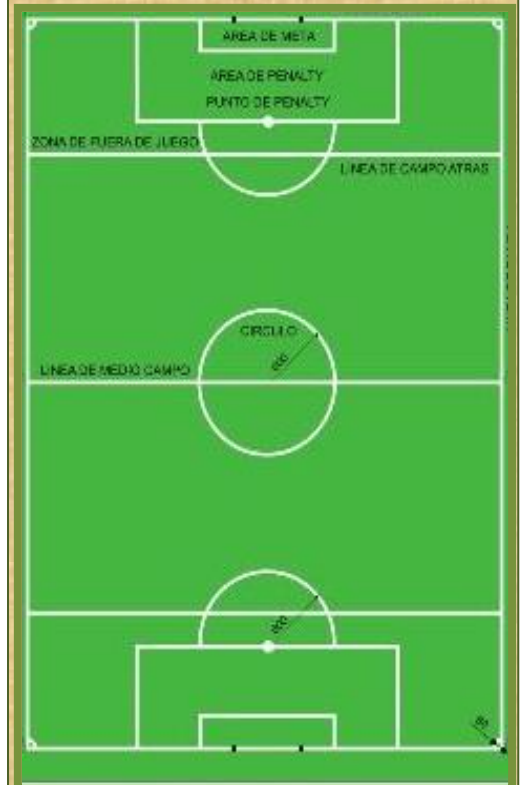 AREA DE META
AREA DE PENALTY
PUNTO DE PENALTY
ZONA DE FUERA DE JUEGO
LINEA DE CAMPO ATRAS
CIRCULO
600
LINEA DE MEDIO CAMPO